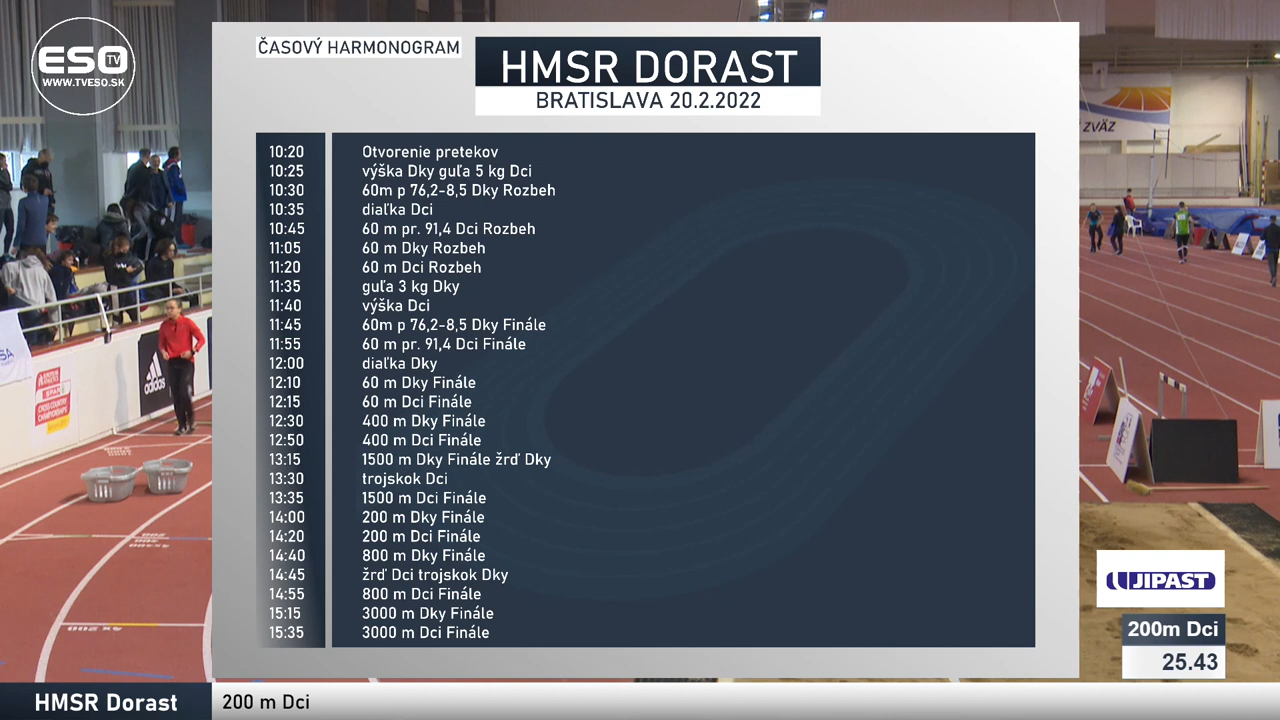 ESO TV
WWW.TVESO.SK
ČASOVÝ HARMONOGRAM
HMSR DORAST
BRATISLAVA 20.2.2022
10:20 Otvorenie pretekov
10:25 výška Dky guľa 5 kg Dci
10:30 60m p 76,2-8,5 Dky Rozbeh
10:35 diaľka Dci
10:45 60 m pr. 91,4 Dci Rozbeh
11:05 60 m Dky Rozbeh
11:20 60 m Dci Rozbeh
11:35 guľa 3 kg Dky
11:40 výška Dci
11:45 60m p 76,2-8,5 Dky Finále
11:55 60 m pr. 91,4 Dci Finále
12:00 diaľka Dky
12:10 60 m Dky Finále
12:15 60 m Dci Finále
12:30 400 m Dky Finále
12:50 400 m Dci Finále
13:15 1500 m Dky Finále žrď Dky
13:30 trojskok Dci
13:35 1500 m Dci Finále
14:00 200 m Dky Finále
14:20 200 m Dci Finále
14:40 800 m Dky Finále
14:45 žrď Dci trojskok Dky
14:55 800 m Dci Finále
15:15 3000 m Dky Finále
15:35 3000 m Dci Finále
ZVÄZ
adidas
CROSS COUNTRY
CHAMPIONSHIPS
4x 200
JIPAST
200m Dci
25.43
HMSR Dorast
200 m Dci